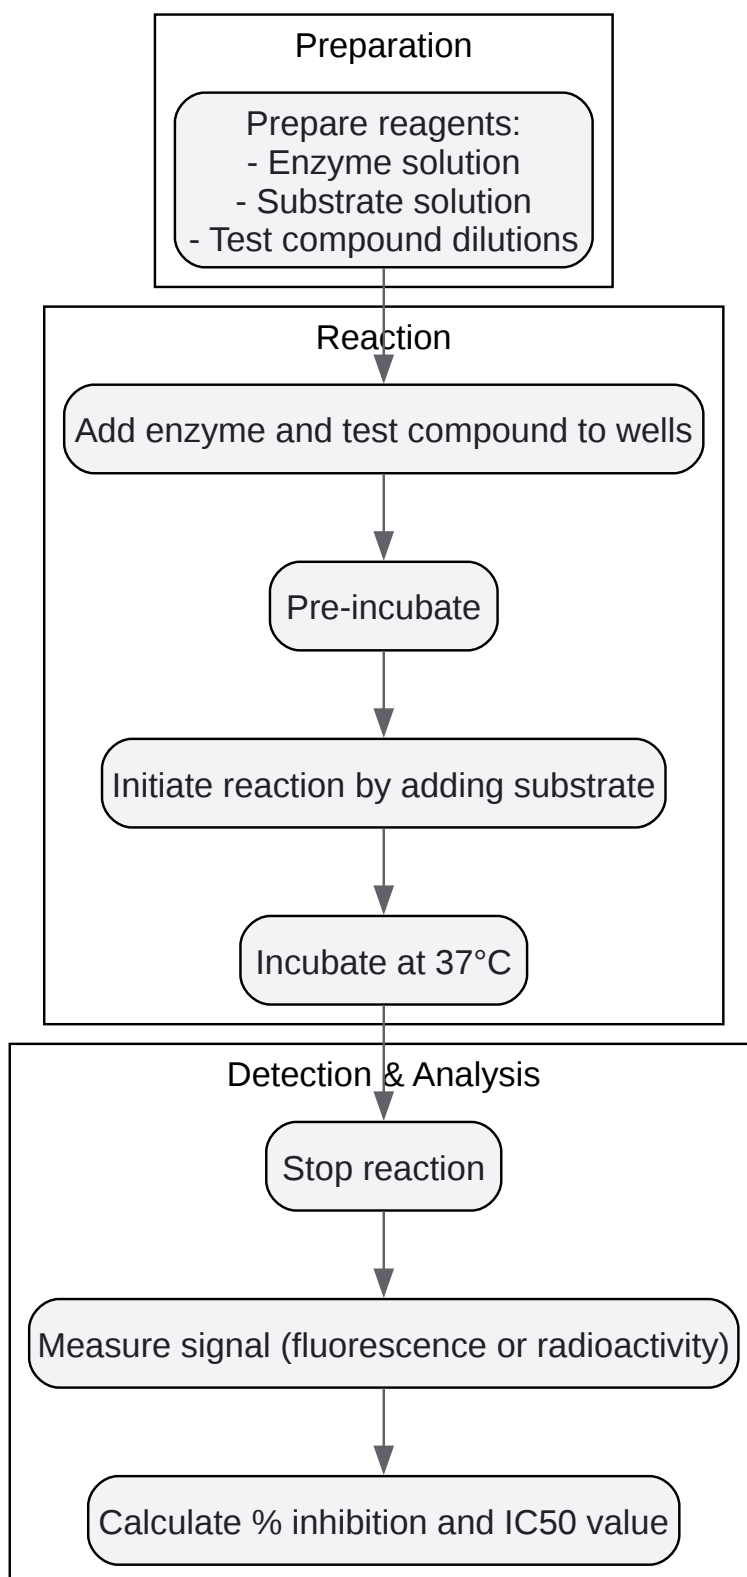 Preparation
Prepare reagents:
- Enzyme solution
- Substrate solution
- Test compound dilutions
Reaction
Add enzyme and test compound to wells
Pre-incubate
Initiate reaction by adding substrate
Incubate at 37°C
Detection & Analysis
Stop reaction
Measure signal (fluorescence or radioactivity)
Calculate % inhibition and IC50 value